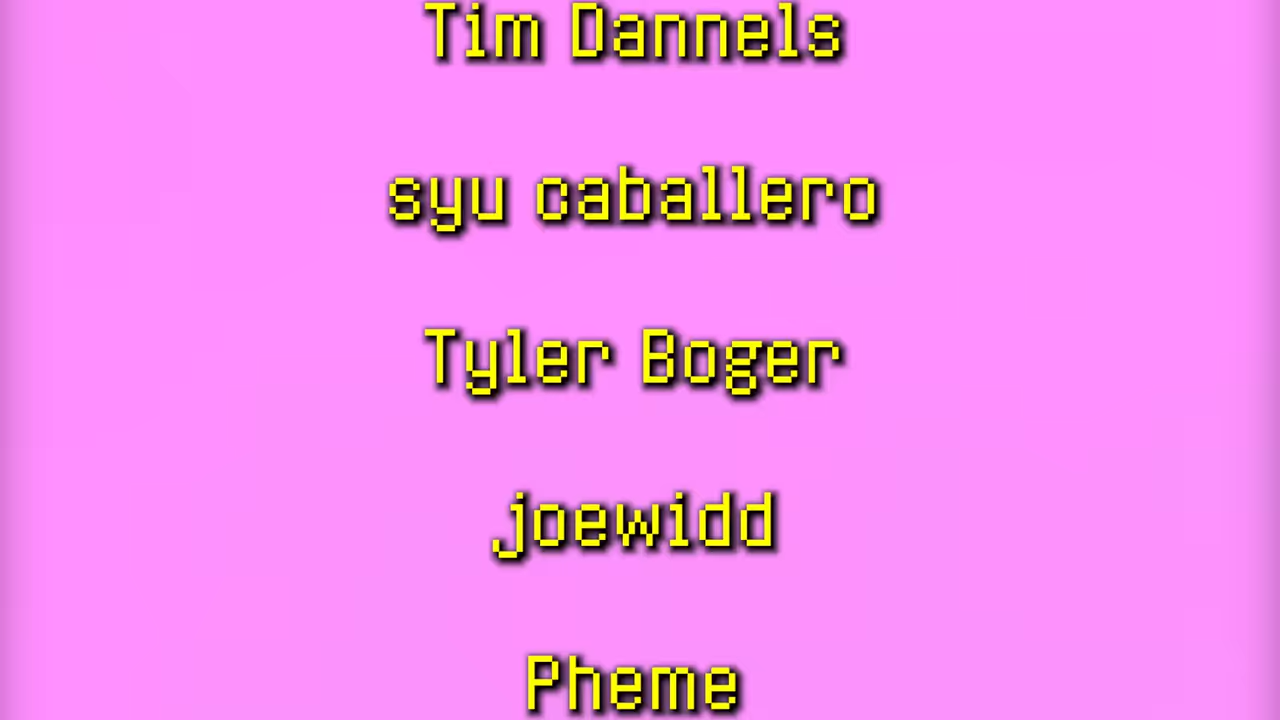 Tim Dannels
syu caballero
Tyler Boger
joewidd
Pheme